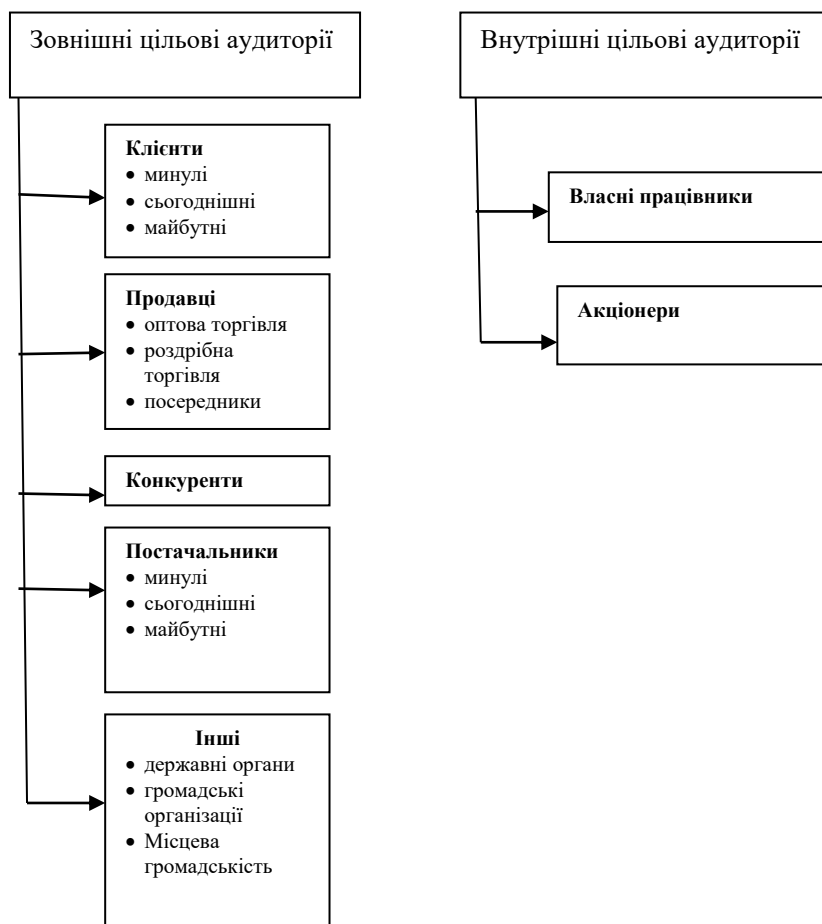 Зовнішні цільові аудиторії
Клієнти
• минулі
• сьогоднішні
• майбутні
Продавці
• оптова торгівля
• роздрібна
торгівля
• посередники
Конкуренти
Постачальники
• минулі
• сьогоднішні
• майбутні
Інші
• державні органи
• громадські
організації
• Місцева
громадськість
Внутрішні цільові аудиторії
Власні працівники
Акціонери